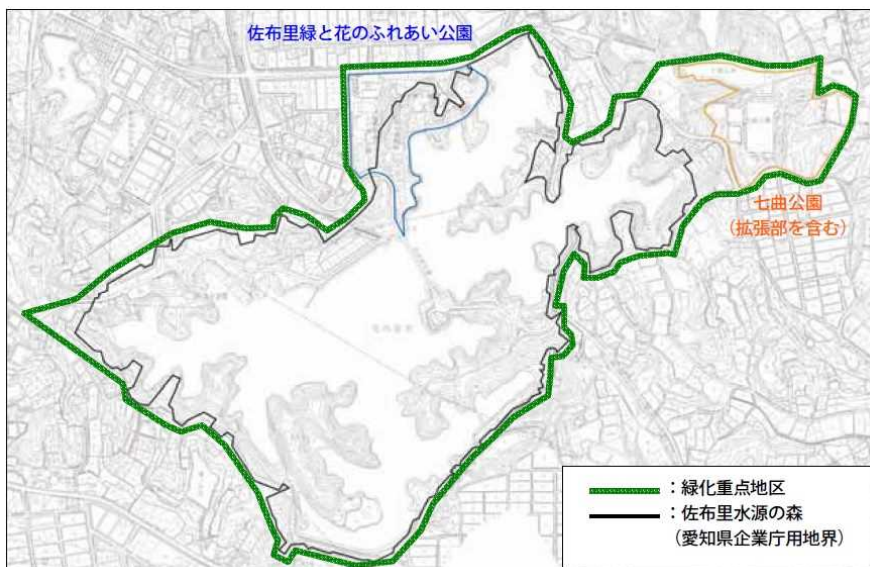 佐布里緑と花のふれあい公園
七曲公園
（拡張部を含む）
：緑化重点地区
：佐布里水源の森
（愛知県企業庁用地界）